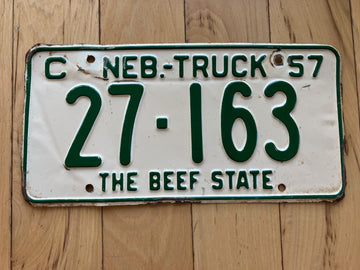 C NEB.-TRUCK 57
27-163
THE BEEF STATE